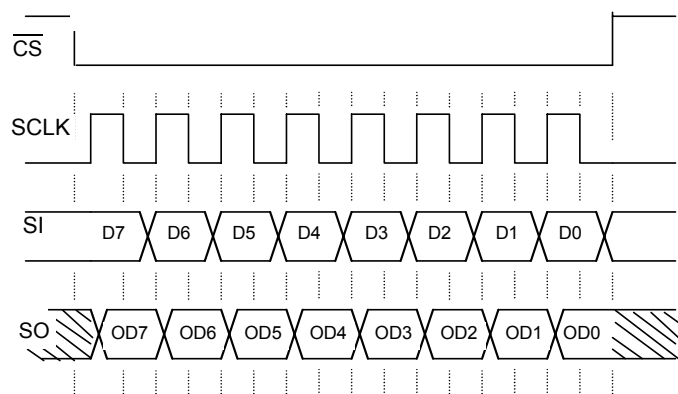 CS
SCLK
SI D7 D6 D5 D4 D3 D2 D1 D0
SO OD7 OD6 OD5 OD4 OD3 OD2 OD1 OD0